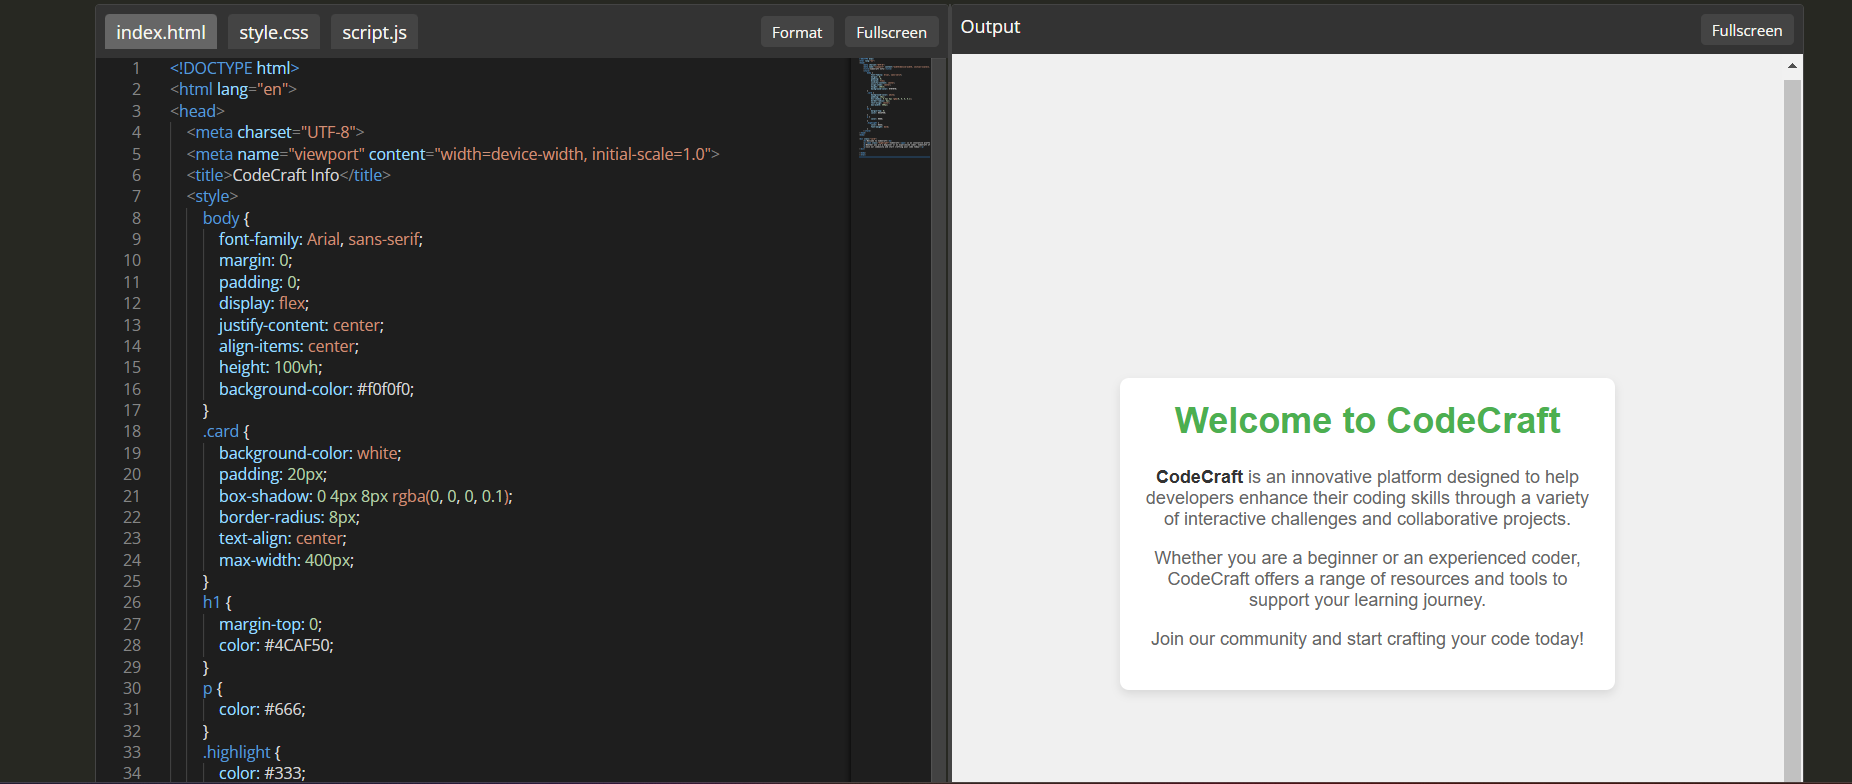 index.html style.css script.js Format Fullscreen
1 <!DOCTYPE html>
2 <html lang="en">
3 <head>
4 <meta charset="UTF-8">
5 <meta name="viewport" content="width=device-width, initial-scale=1.0">
6 <title>CodeCraft Info</title>
7 <style>
8 body {
9 font-family: Arial, sans-serif;
10 margin: 0;
11 padding: 0;
12 display: flex;
13 justify-content: center;
14 align-items: center;
15 height: 100vh;
16 background-color: #f0f0f0;
17 }
18 .card {
19 background-color: white;
20 padding: 20px;
21 box-shadow: 0 4px 8px rgba(0, 0, 0, 0.1);
22 border-radius: 8px;
23 text-align: center;
24 max-width: 400px;
25 }
26 h1 {
27 margin-top: 0;
28 color: #4CAF50;
29 }
30 p {
31 color: #666;
32 }
33 .highlight {
34 color: #333;
Output Fullscreen
Welcome to CodeCraft
CodeCraft is an innovative platform designed to help
developers enhance their coding skills through a variety
of interactive challenges and collaborative projects.
Whether you are a beginner or an experienced coder,
CodeCraft offers a range of resources and tools to
support your learning journey.
Join our community and start crafting your code today!